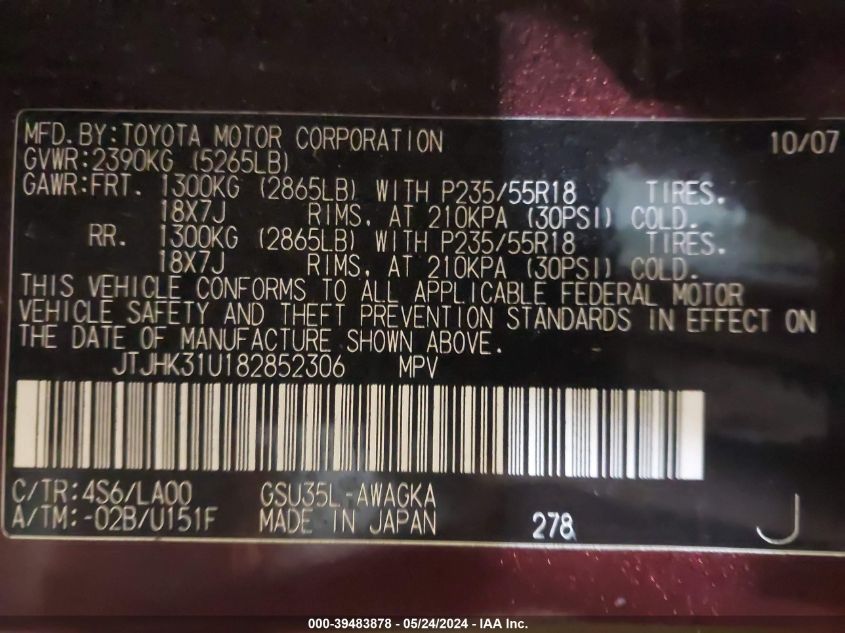 MFD. BY: TOYOTA MOTOR CORPORATION 10/07
GVWR: 2390KG (5265LB)
GAWR: FRT. 1300KG (2865LB) WITH P235/55R18 TIRES.
18X7J RIMS, AT 210KPA (30PSI) COLD.
RR. 1300KG (2865LB) WITH P235/55R18 TIRES.
18X7J RIMS, AT 210KPA (30PSI) COLD.
THIS VEHICLE CONFORMS TO ALL APPLICABLE FEDERAL MOTOR
VEHICLE SAFETY AND THEFT PREVENTION STANDARDS IN EFFECT ON
THE DATE OF MANUFACTURE SHOWN ABOVE.
JTJHK31U182852306 MPV
C/TR: 4S6/LA00 GSU35L-AWAGKA
A/TM: -02B/U151F MADE IN JAPAN 278 J
000-39483878 - 05/24/2024 - IAA Inc.